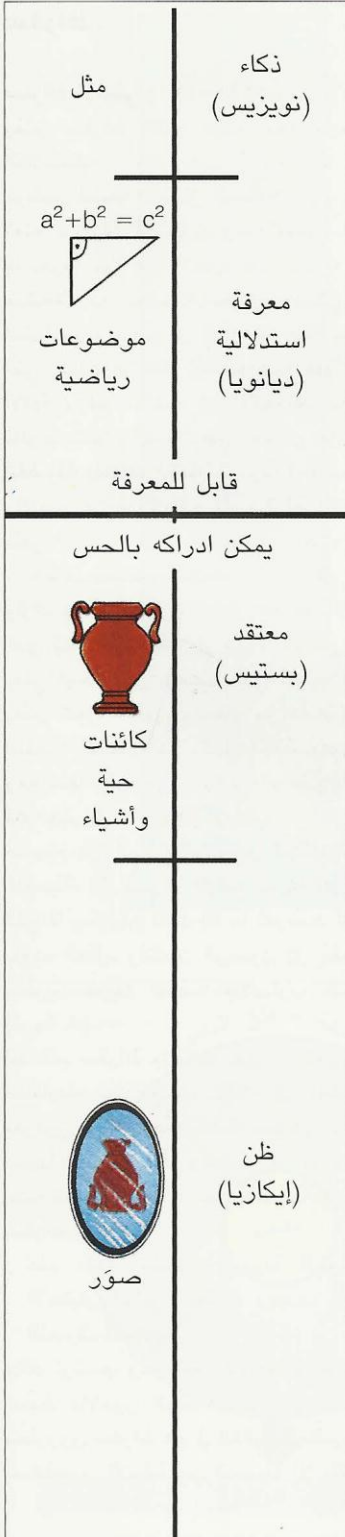 ذكاء
(نويزيس)
مثل
a²+b² = c²
موضوعات
رياضية
معرفة
استدلالية
(ديانويا)
قابل للمعرفة
يمكن ادراكه بالحس
معتقد
(بستيس)
كائنات
حية
وأشياء
ظن
(إيكازيا)
صوَر